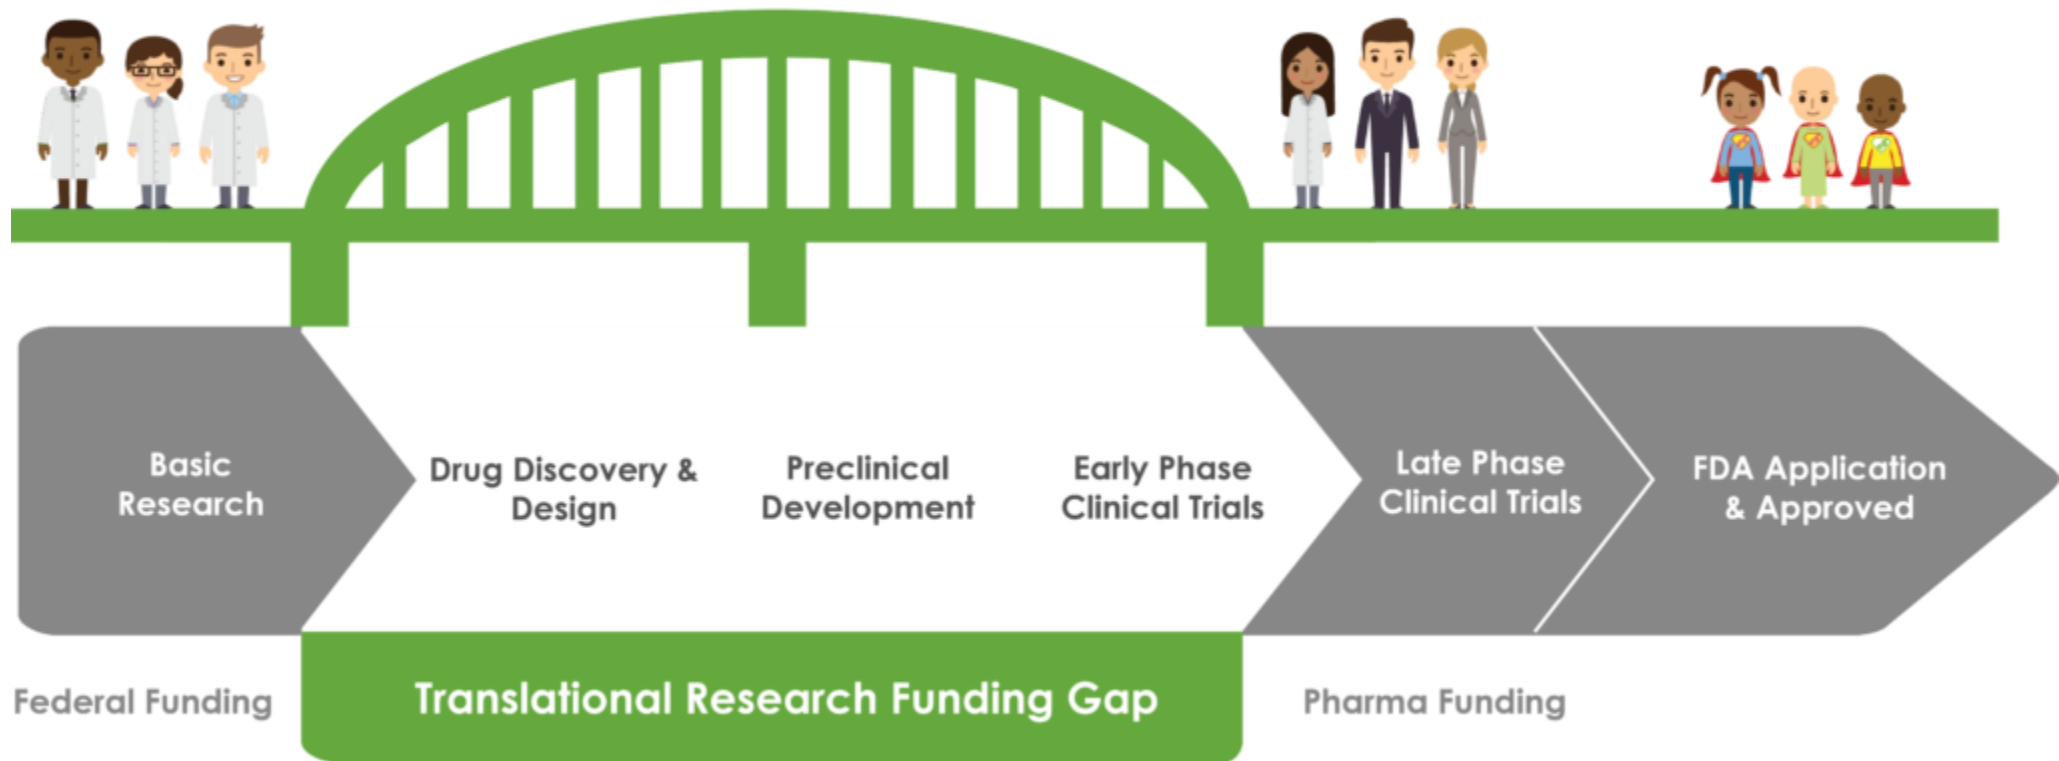 Basic
Research
Drug Discovery &
Design
Preclinical
Development
Early Phase
Clinical Trials
Late Phase
Clinical Trials
FDA Application
& Approved
Federal Funding
Translational Research Funding Gap
Pharma Funding